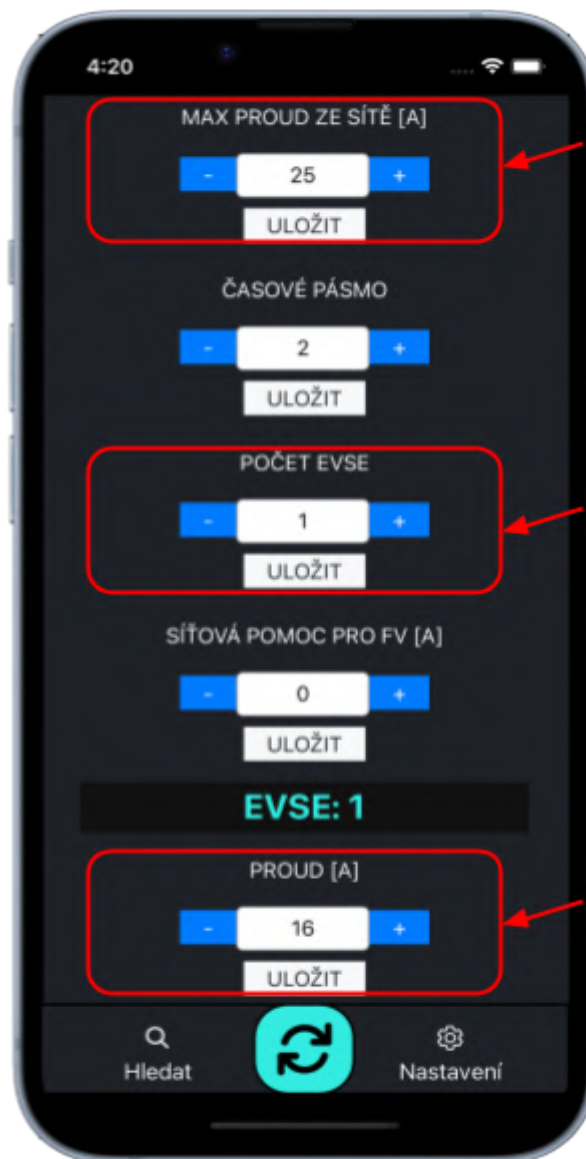 4:20
MAX PROUD ZE SÍTĚ [A]
- 25 +
ULOŽIT
ČASOVÉ PÁSMO
- 2 +
ULOŽIT
POČET EVSE
- 1 +
ULOŽIT
SÍŤOVÁ POMOC PRO FV [A]
- 0 +
ULOŽIT
EVSE: 1
PROUD [A]
- 16 +
ULOŽIT
Hledat Nastavení